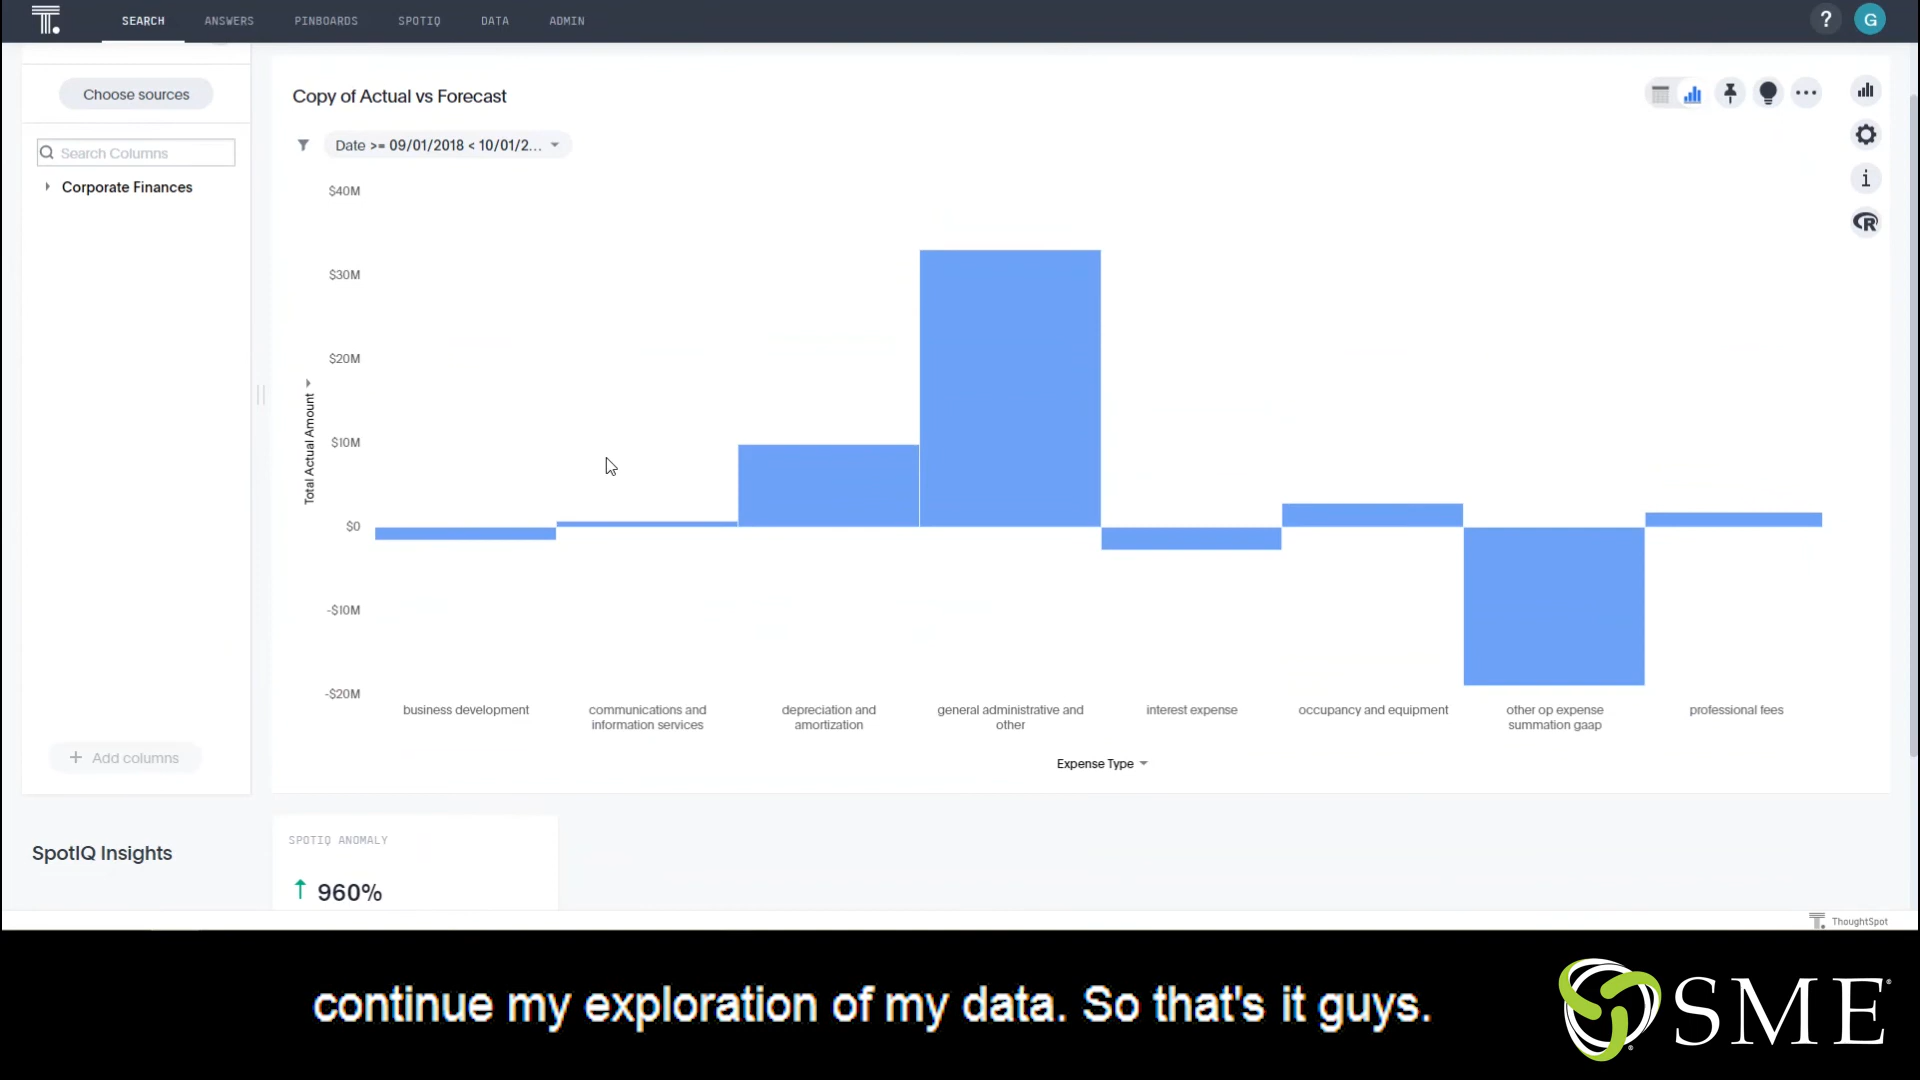 T. SEARCH ANSWERS PINBOARDS SPOTIQ DATA ADMIN ? G
Choose sources
Search Columns
Corporate Finances
+ Add columns
Copy of Actual vs Forecast
Date >= 09/01/2018 < 10/01/2...
i
R
$40M
$30M
$20M
$10M
$0
-$10M
-$20M
Total Actual Amount
business development
communications and
information services
depreciation and
amortization
general administrative and
other
interest expense
occupancy and equipment
other op expense
summation gaap
professional fees
Expense Type
SpotIQ Insights
SPOTIQ ANOMALY
↑ 960%
T. ThoughtSpot
continue my exploration of my data. So that's it guys.
SME®